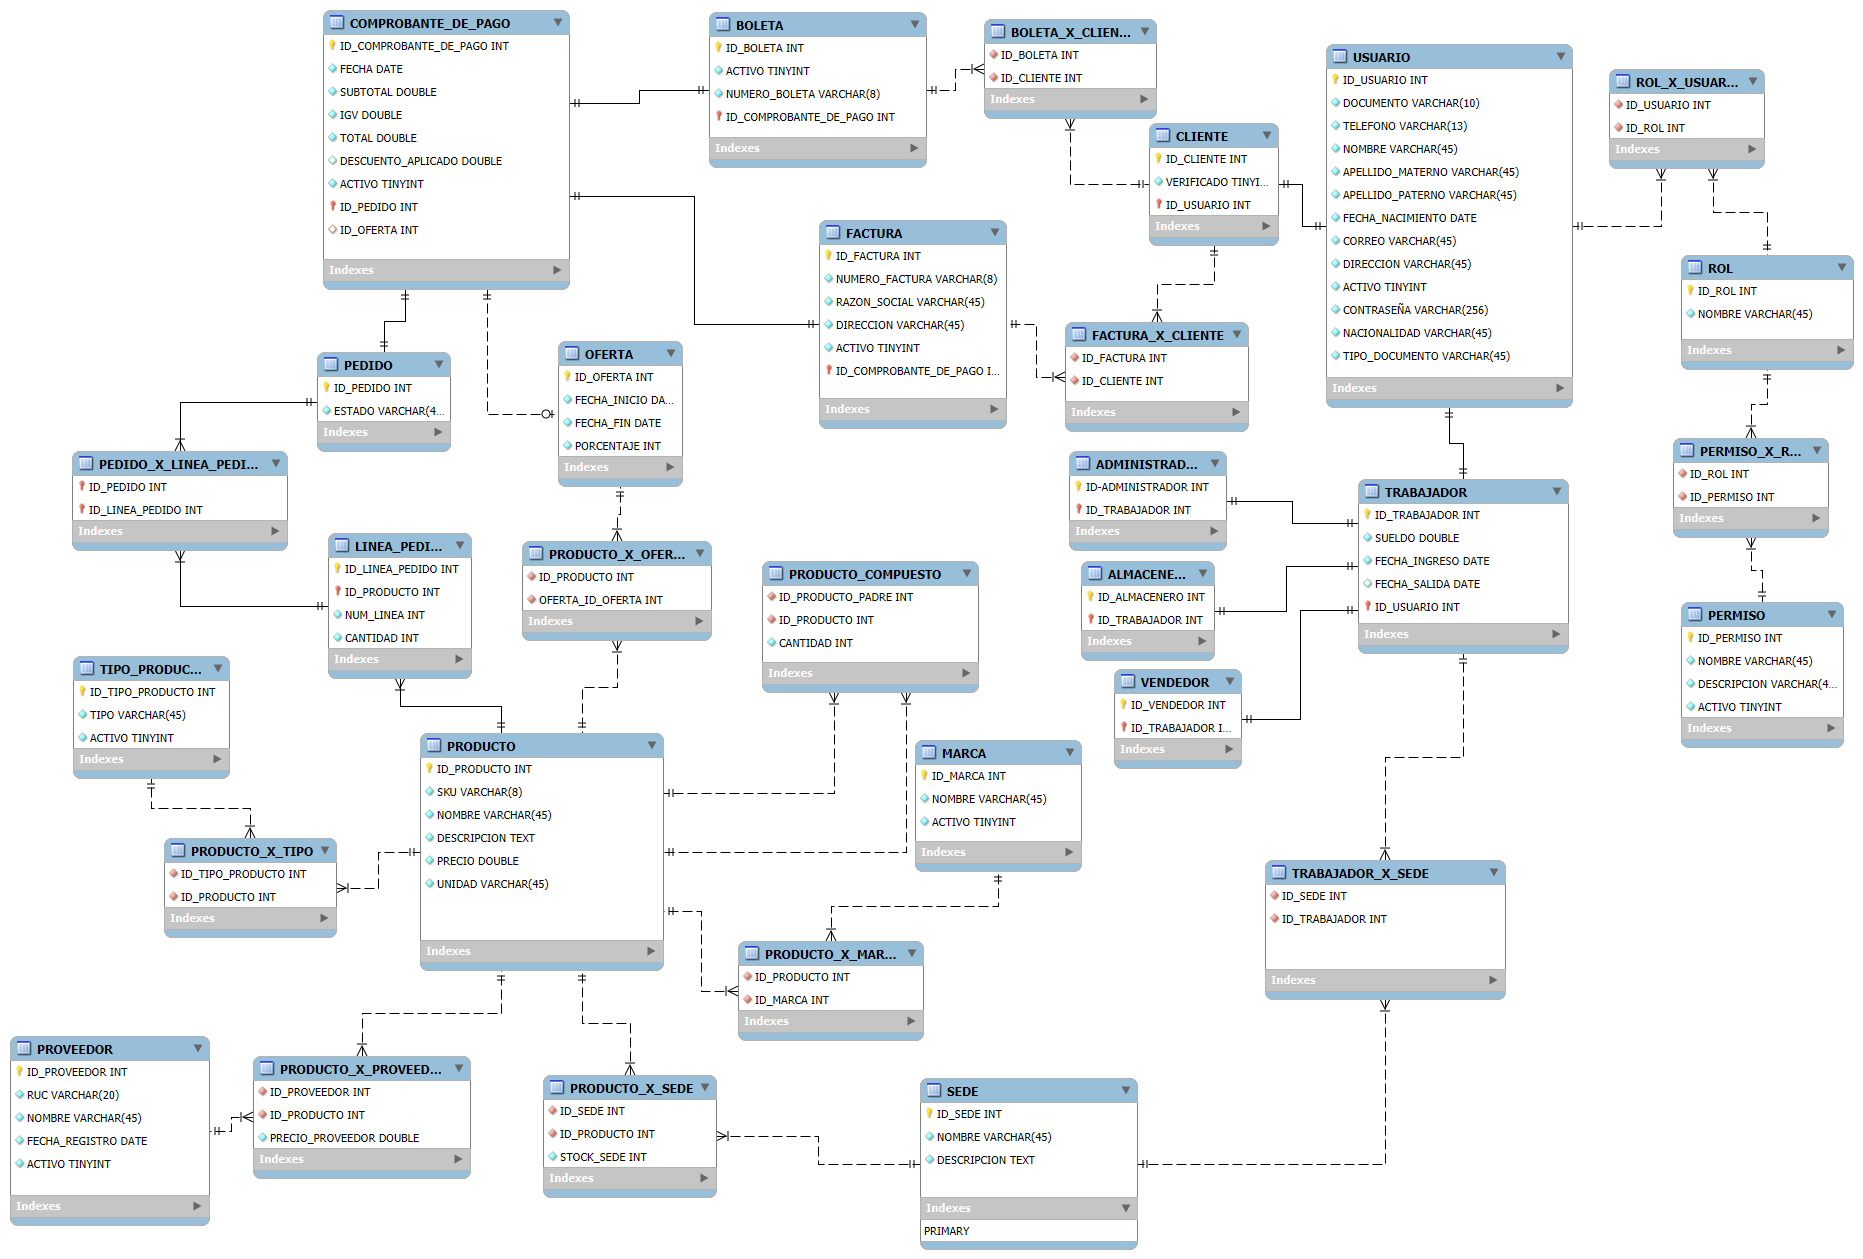 COMPROBANTE_DE_PAGO
ID_COMPROBANTE_DE_PAGO INT
FECHA DATE
SUBTOTAL DOUBLE
IGV DOUBLE
TOTAL DOUBLE
DESCUENTO_APLICADO DOUBLE
ACTIVO TINYINT
ID_PEDIDO INT
ID_OFERTA INT
Indexes
BOLETA
ID_BOLETA INT
ACTIVO TINYINT
NUMERO_BOLETA VARCHAR(8)
ID_COMPROBANTE_DE_PAGO INT
Indexes
BOLETA_X_CLIEN...
ID_BOLETA INT
ID_CLIENTE INT
Indexes
CLIENTE
ID_CLIENTE INT
VERIFICADO TINYI...
ID_USUARIO INT
Indexes
USUARIO
ID_USUARIO INT
DOCUMENTO VARCHAR(10)
TELEFONO VARCHAR(13)
NOMBRE VARCHAR(45)
APELLIDO_MATERNO VARCHAR(45)
APELLIDO_PATERNO VARCHAR(45)
FECHA_NACIMIENTO DATE
CORREO VARCHAR(45)
DIRECCION VARCHAR(45)
ACTIVO TINYINT
CONTRASEÑA VARCHAR(256)
NACIONALIDAD VARCHAR(45)
TIPO_DOCUMENTO VARCHAR(45)
Indexes
ROL_X_USUAR...
ID_USUARIO INT
ID_ROL INT
Indexes
FACTURA
ID_FACTURA INT
NUMERO_FACTURA VARCHAR(8)
RAZON_SOCIAL VARCHAR(45)
DIRECCION VARCHAR(45)
ACTIVO TINYINT
ID_COMPROBANTE_DE_PAGO I...
Indexes
FACTURA_X_CLIENTE
ID_FACTURA INT
ID_CLIENTE INT
Indexes
ROL
ID_ROL INT
NOMBRE VARCHAR(45)
Indexes
PEDIDO
ID_PEDIDO INT
ESTADO VARCHAR(4...
Indexes
OFERTA
ID_OFERTA INT
FECHA_INICIO DA...
FECHA_FIN DATE
PORCENTAJE INT
Indexes
PEDIDO_X_LINEA_PEDI...
ID_PEDIDO INT
ID_LINEA_PEDIDO INT
Indexes
ADMINISTRAD...
ID-ADMINISTRADOR INT
ID_TRABAJADOR INT
Indexes
TRABAJADOR
ID_TRABAJADOR INT
SUELDO DOUBLE
FECHA_INGRESO DATE
FECHA_SALIDA DATE
ID_USUARIO INT
Indexes
PERMISO_X_R...
ID_ROL INT
ID_PERMISO INT
Indexes
LINEA_PEDI...
ID_LINEA_PEDIDO INT
ID_PRODUCTO INT
NUM_LINEA INT
CANTIDAD INT
Indexes
PRODUCTO_X_OFER...
ID_PRODUCTO INT
OFERTA_ID_OFERTA INT
Indexes
PRODUCTO_COMPUESTO
ID_PRODUCTO_PADRE INT
ID_PRODUCTO INT
CANTIDAD INT
Indexes
ALMACENE...
ID_ALMACENERO INT
ID_TRABAJADOR INT
Indexes
PERMISO
ID_PERMISO INT
NOMBRE VARCHAR(45)
DESCRIPCION VARCHAR(4...
ACTIVO TINYINT
Indexes
TIPO_PRODUC...
ID_TIPO_PRODUCTO INT
TIPO VARCHAR(45)
ACTIVO TINYINT
Indexes
VENDEDOR
ID_VENDEDOR INT
ID_TRABAJADOR I...
Indexes
PRODUCTO
ID_PRODUCTO INT
SKU VARCHAR(8)
NOMBRE VARCHAR(45)
DESCRIPCION TEXT
PRECIO DOUBLE
UNIDAD VARCHAR(45)
Indexes
MARCA
ID_MARCA INT
NOMBRE VARCHAR(45)
ACTIVO TINYINT
Indexes
PRODUCTO_X_TIPO
ID_TIPO_PRODUCTO INT
ID_PRODUCTO INT
Indexes
TRABAJADOR_X_SEDE
ID_SEDE INT
ID_TRABAJADOR INT
Indexes
PRODUCTO_X_MAR...
ID_PRODUCTO INT
ID_MARCA INT
Indexes
PROVEEDOR
ID_PROVEEDOR INT
RUC VARCHAR(20)
NOMBRE VARCHAR(45)
FECHA_REGISTRO DATE
ACTIVO TINYINT
Indexes
PRODUCTO_X_PROVEED...
ID_PROVEEDOR INT
ID_PRODUCTO INT
PRECIO_PROVEEDOR DOUBLE
Indexes
PRODUCTO_X_SEDE
ID_SEDE INT
ID_PRODUCTO INT
STOCK_SEDE INT
Indexes
SEDE
ID_SEDE INT
NOMBRE VARCHAR(45)
DESCRIPCION TEXT
Indexes
PRIMARY